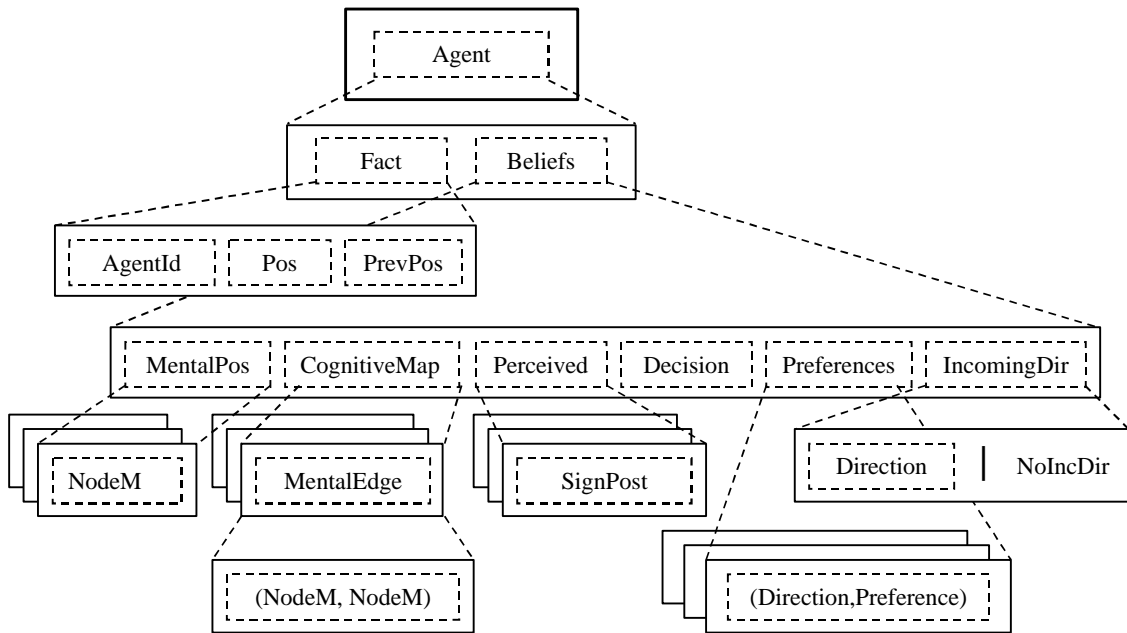 Agent
Fact Beliefs
AgentId Pos PrevPos
MentalPos CognitiveMap Perceived Decision Preferences IncomingDir
NodeM MentalEdge SignPost Direction | NoIncDir
(NodeM, NodeM) (Direction,Preference)